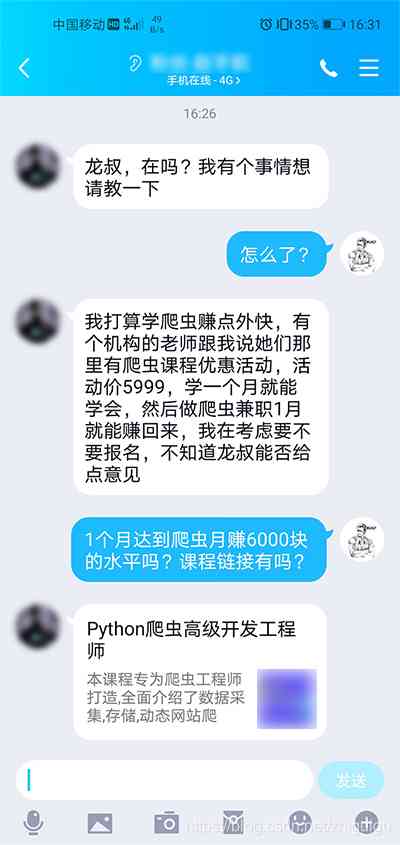 中国移动 HD 49 B/s 35% 16:31
手机在线 - 4G >
16:26
龙叔，在吗？我有个事情想
请教一下
怎么了？
我打算学爬虫赚点外快，有
个机构的老师跟我说她们那
里有爬虫课程优惠活动，活
动价5999，学一个月就能
学会，然后做爬虫兼职1月
就能赚回来，我在考虑要不
要报名，不知道龙叔能否给
点意见
1个月达到爬虫月赚6000块
的水平吗？课程链接有吗？
Python爬虫高级开发工程
师
本课程专为爬虫工程师
打造,全面介绍了数据采
集,存储,动态网站爬
发送